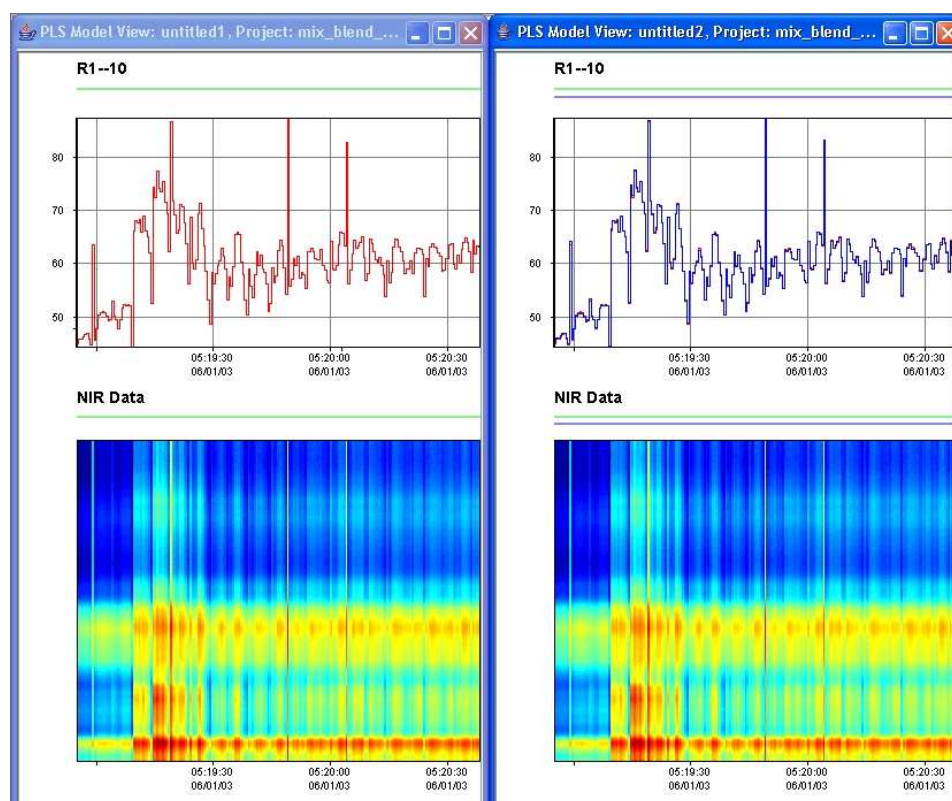 PLS Model View: untitled1, Project: mix_blend_...
R1--10
80
70
60
50
05:19:30 05:20:00 05:20:30
06/01/03 06/01/03 06/01/03
NIR Data
05:19:30 05:20:00 05:20:30
06/01/03 06/01/03 06/01/03
PLS Model View: untitled2, Project: mix_blend_...
R1--10
80
70
60
50
05:19:30 05:20:00 05:20:30
06/01/03 06/01/03 06/01/03
NIR Data
05:19:30 05:20:00 05:20:30
06/01/03 06/01/03 06/01/03